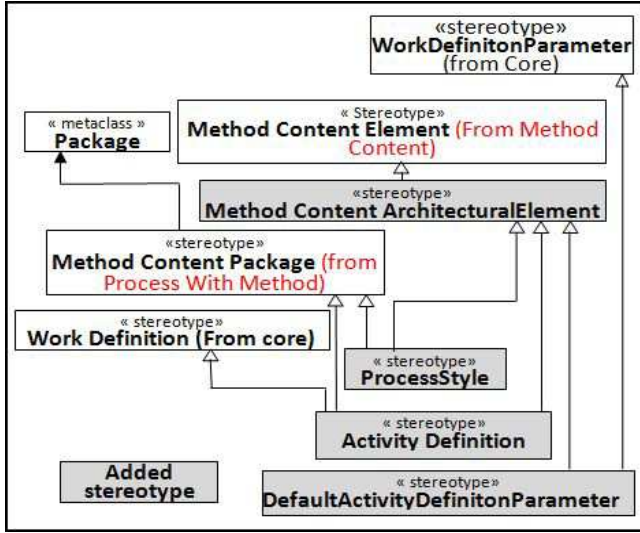 «stereotype»
WorkDefinitonParameter
(from Core)
« Stereotype»
Method Content Element (From Method
Content)
« metaclass »
Package
«stereotype»
Method Content ArchitecturalElement
«stereotype»
Method Content Package (from
Process With Method)
« stereotype»
Work Definition (From core)
« stereotype»
ProcessStyle
« stereotype»
Activity Definition
Added
stereotype
« stereotype»
DefaultActivityDefinitonParameter